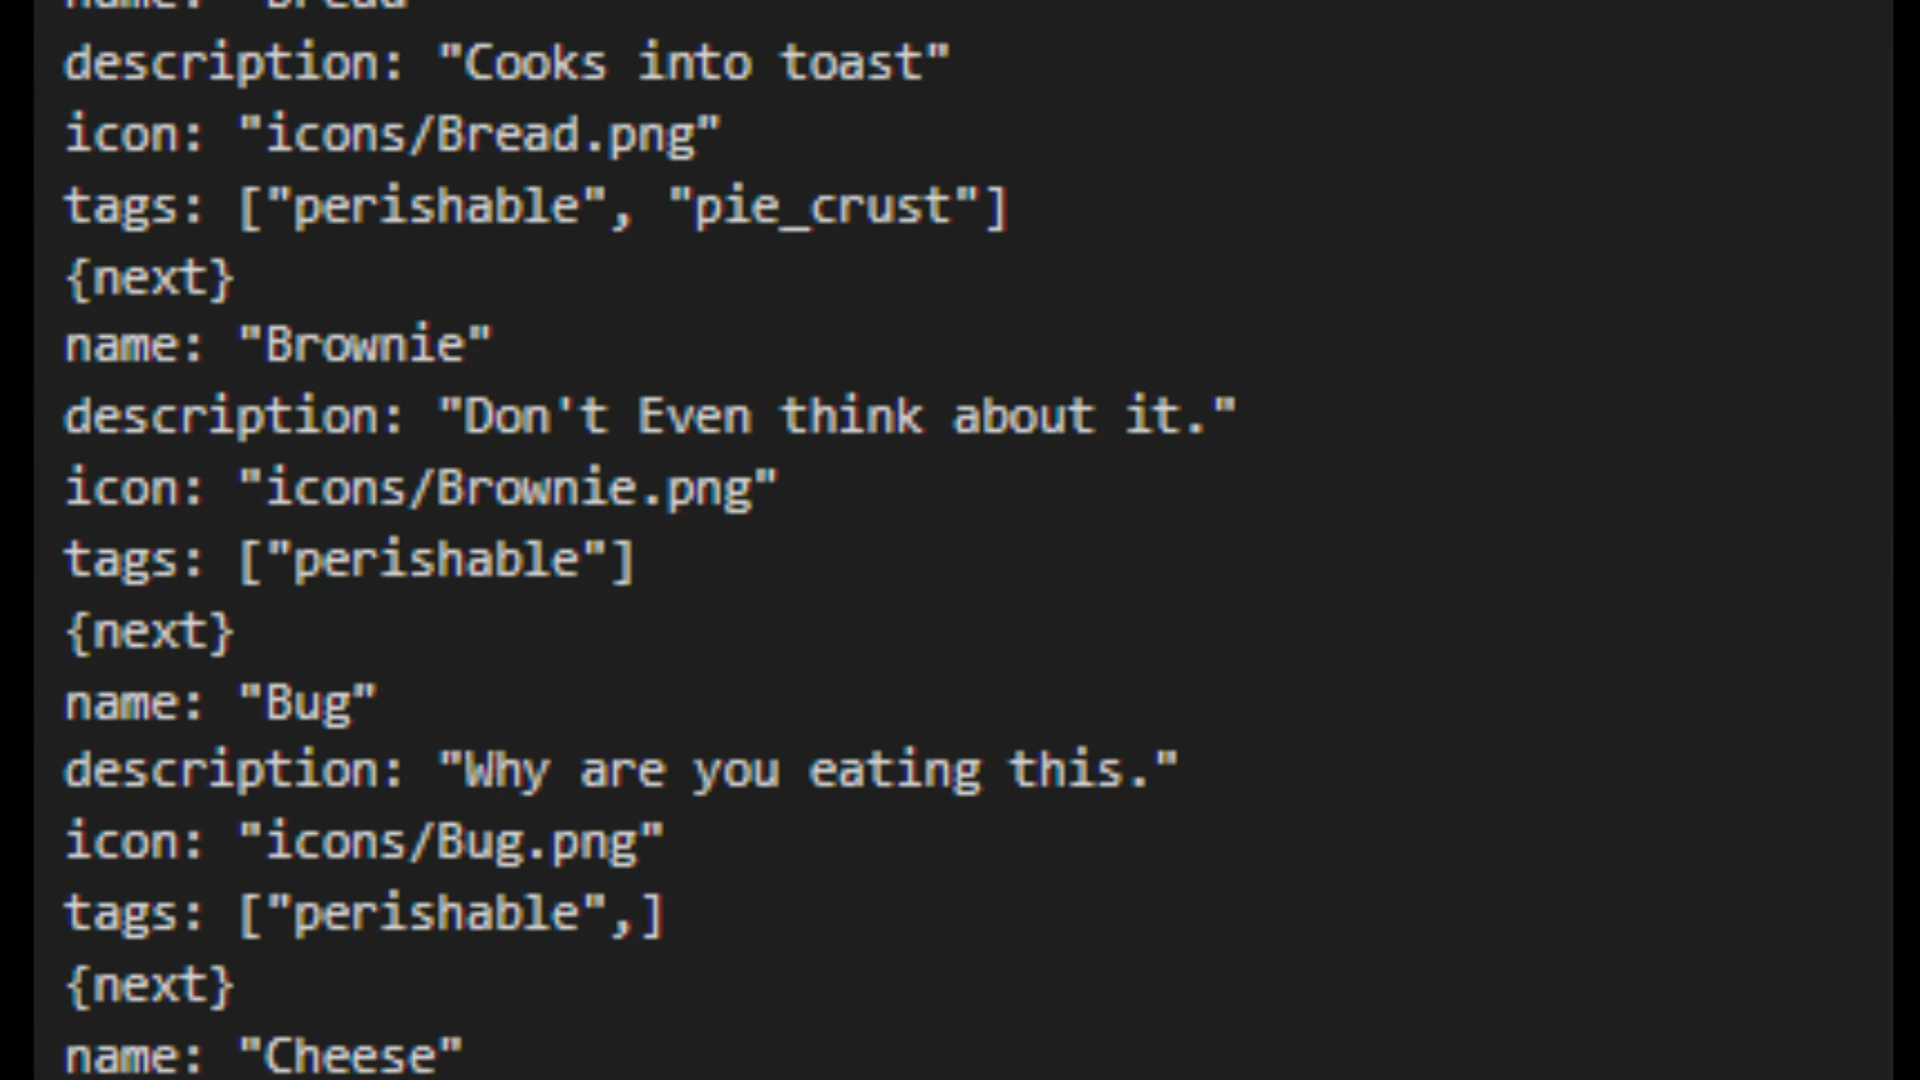 name: "Bread"
description: "Cooks into toast"
icon: "icons/Bread.png"
tags: ["perishable", "pie_crust"]
{next}
name: "Brownie"
description: "Don't Even think about it."
icon: "icons/Brownie.png"
tags: ["perishable"]
{next}
name: "Bug"
description: "Why are you eating this."
icon: "icons/Bug.png"
tags: ["perishable",]
{next}
name: "Cheese"